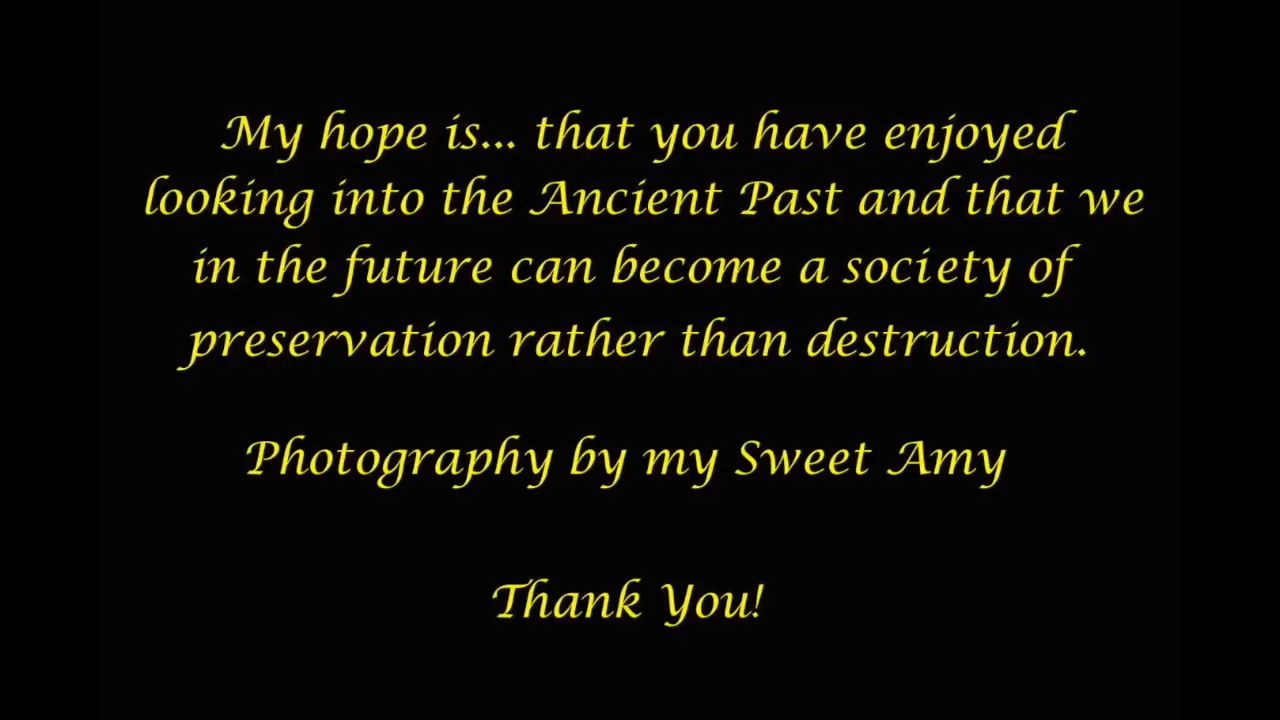 My hope is... that you have enjoyed
looking into the Ancient Past and that we
in the future can become a society of
preservation rather than destruction.
Photography by my Sweet Amy
Thank You!